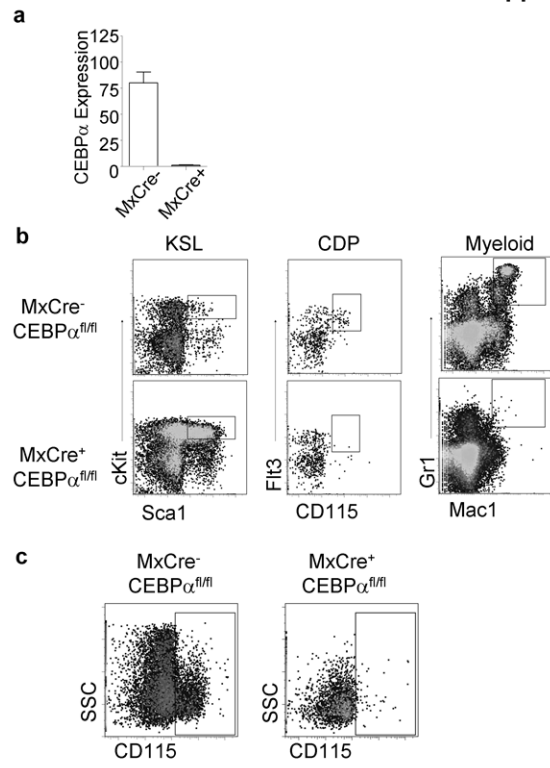 a
CEBPα Expression
125
100
75
50
25
0
MxCre-
MxCre+
b
KSL
CDP
Myeloid
MxCre-
CEBPαfl/fl
MxCre+
CEBPαfl/fl
cKit
Flt3
Gr1
Sca1
CD115
Mac1
c
MxCre-
CEBPαfl/fl
MxCre+
CEBPαfl/fl
SSC
SSC
CD115
CD115